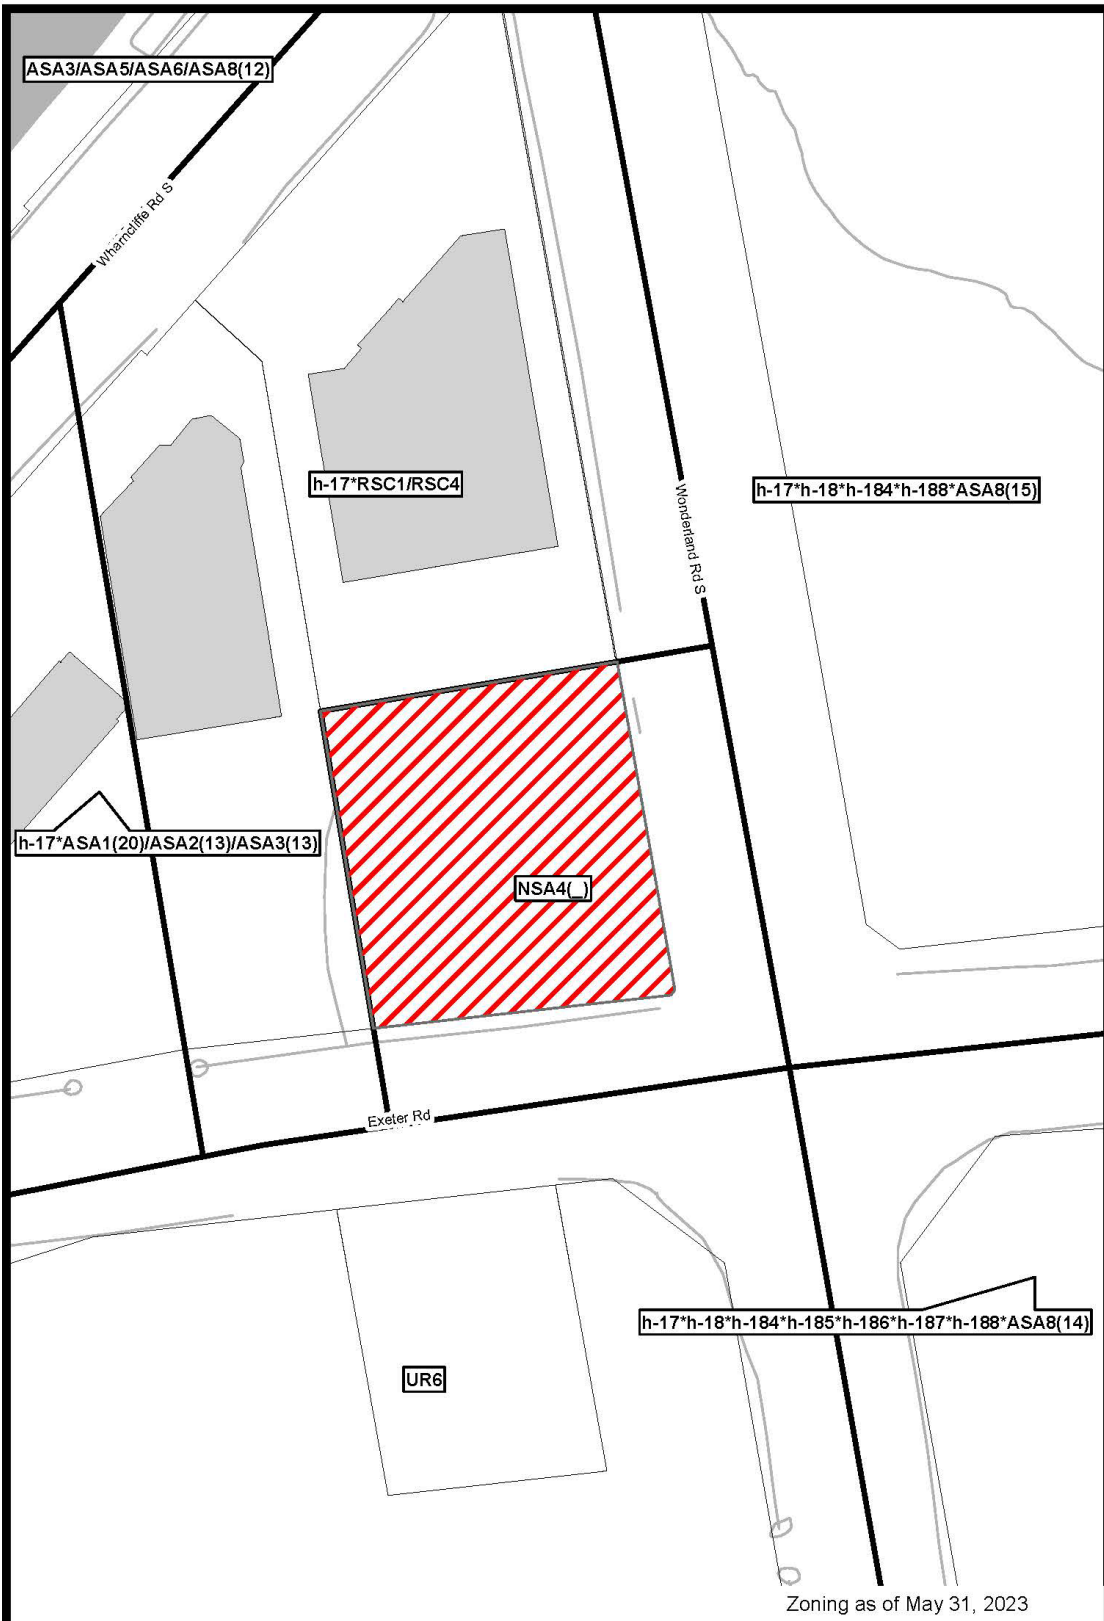 ASA3/ASA5/ASA6/ASA8(12)
Wharncliffe Rd S
h-17*RSC1/RSC4
h-17*h-18*h-184*h-188*ASA8(15)
Wonderland Rd S
h-17*ASA1(20)/ASA2(13)/ASA3(13)
NSA4(_)
Exeter Rd
h-17*h-18*h-184*h-185*h-186*h-187*h-188*ASA8(14)
UR6
Zoning as of May 31, 2023